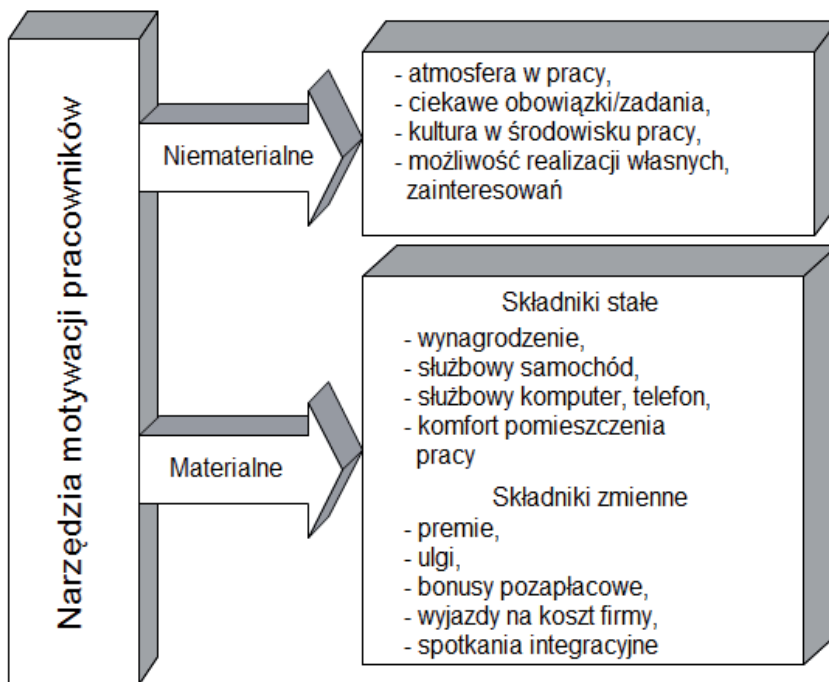 Narzędzia motywacji pracowników
Niematerialne
- atmosfera w pracy,
- ciekawe obowiązki/zadania,
- kultura w środowisku pracy,
- możliwość realizacji własnych,
zainteresowań
Materialne
Składniki stałe
- wynagrodzenie,
- służbowy samochód,
- służbowy komputer, telefon,
- komfort pomieszczenia
pracy
Składniki zmienne
- premie,
- ulgi,
- bonusy pozapłacowe,
- wyjazdy na koszt firmy,
- spotkania integracyjne